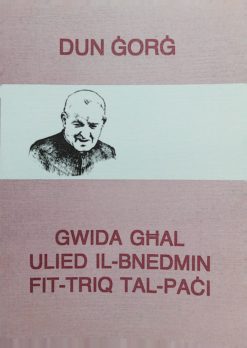 DUN ĠORĠ
GWIDA GĦAL
ULIED IL-BNEDMIN
FIT-TRIQ TAL-PAĊI